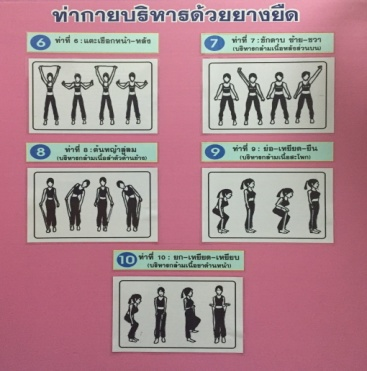 ท่ากายบริหารด้วยยางยืด
6 ท่าที่ 6 : แตะเชือกหน้า-หลัง
7 ท่าที่ 7 : ชักดาบ ซ้าย-ขวา
(บริหารกล้ามเนื้อหลังส่วนบน)
8 ท่าที่ 8 : ต้นหญ้าลู่ลม
(บริหารกล้ามเนื้อลำตัวด้านข้าง)
9 ท่าที่ 9 : ย่อ-เหยียด-ยืน
(บริหารกล้ามเนื้อสะโพก)
10 ท่าที่ 10 : ยก-เหยียด-เหยียบ
(บริหารกล้ามเนื้อขาด้านหน้า)